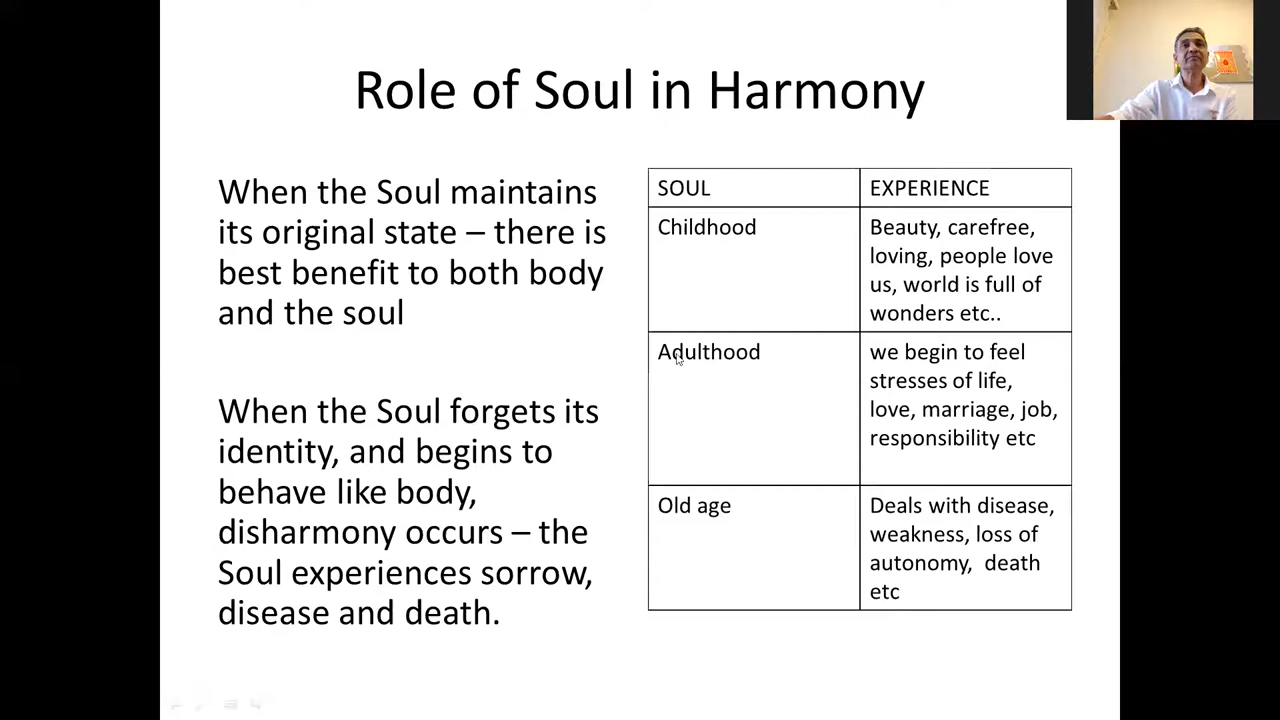 Role of Soul in Harmony
When the Soul maintains
its original state – there is
best benefit to both body
and the soul
When the Soul forgets its
identity, and begins to
behave like body,
disharmony occurs – the
Soul experiences sorrow,
disease and death.
SOUL
EXPERIENCE
Childhood
Beauty, carefree,
loving, people love
us, world is full of
wonders etc..
Adulthood
we begin to feel
stresses of life,
love, marriage, job,
responsibility etc
Old age
Deals with disease,
weakness, loss of
autonomy,  death
etc